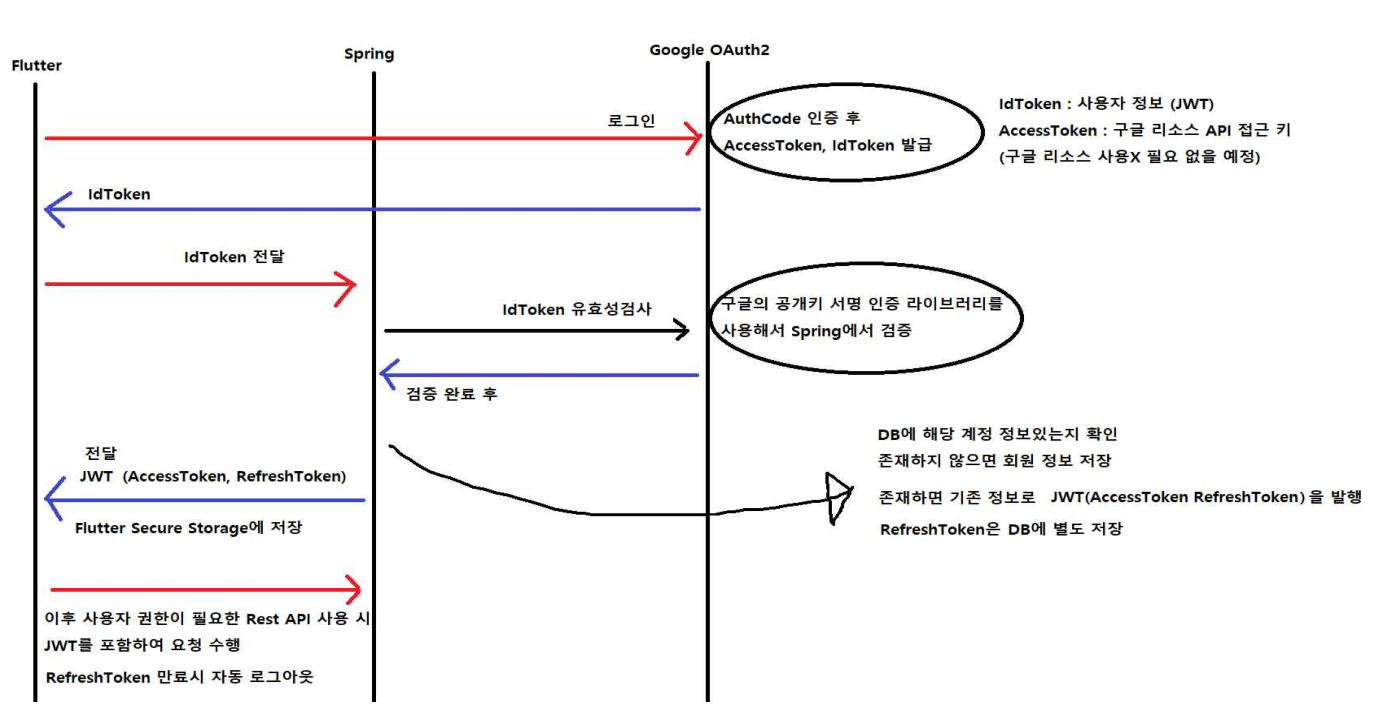 Flutter
Spring
Google OAuth2
로그인
AuthCode 인증 후
AccessToken, IdToken 발급
IdToken : 사용자 정보 (JWT)
AccessToken : 구글 리소스 API 접근 키
(구글 리소스 사용X 필요 없을 예정)
IdToken
IdToken 전달
IdToken 유효성검사
구글의 공개키 서명 인증 라이브러리를
사용해서 Spring에서 검증
검증 완료 후
DB에 해당 계정 정보있는지 확인
존재하지 않으면 회원 정보 저장
존재하면 기존 정보로 JWT(AccessToken RefreshToken)을 발행
RefreshToken은 DB에 별도 저장
전달
JWT (AccessToken, RefreshToken)
Flutter Secure Storage에 저장
이후 사용자 권한이 필요한 Rest API 사용 시
JWT를 포함하여 요청 수행
RefreshToken 만료시 자동 로그아웃